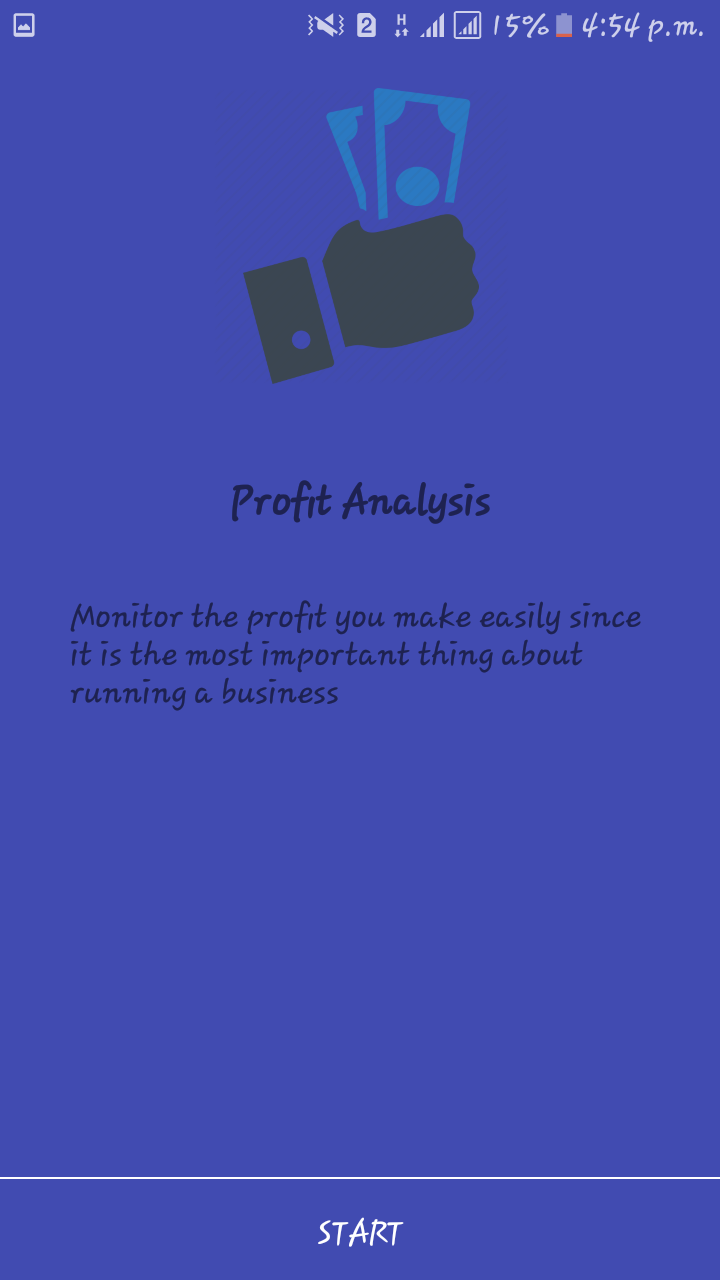 2 H 15% 4:54 p.m.
Profit Analysis
Monitor the profit you make easily since
it is the most important thing about
running a business
START